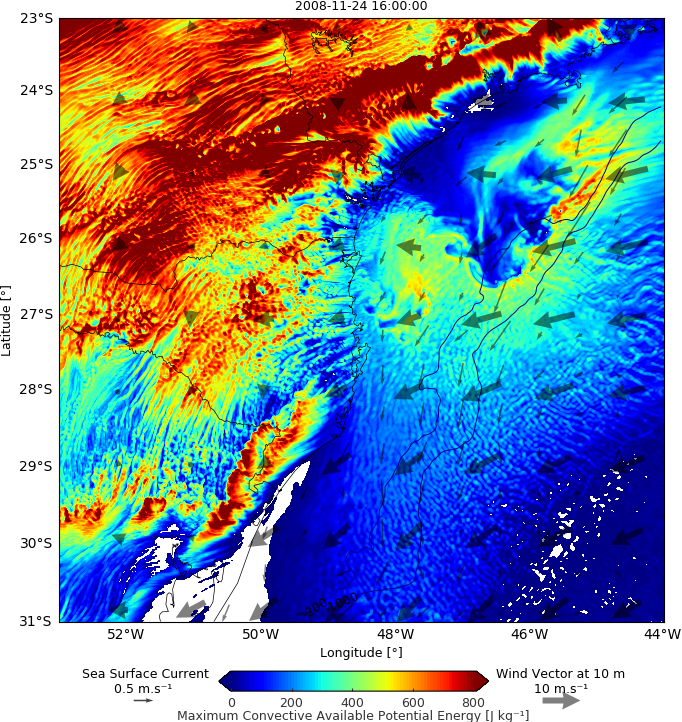 2008-11-24 16:00:00
23°S
24°S
25°S
26°S
27°S
28°S
29°S
30°S
31°S
Latitude [°]
52°W 50°W 48°W 46°W 44°W
Longitude [°]
Sea Surface Current
0.5 m.s⁻¹
Wind Vector at 10 m
10 m.s⁻¹
0 200 400 600 800
Maximum Convective Available Potential Energy [J kg⁻¹]